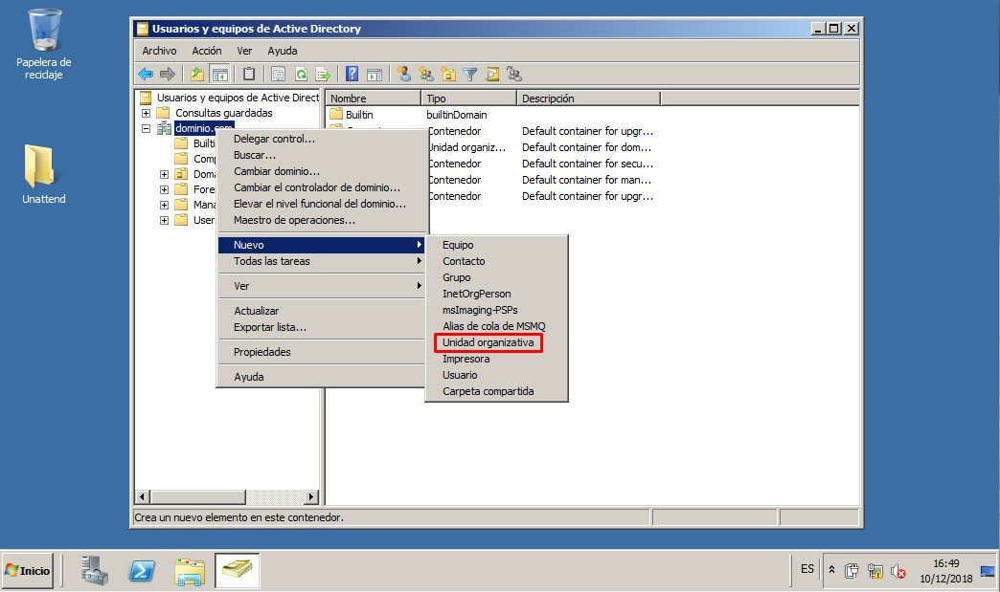 Papelera de
reciclaje
Unattend
Usuarios y equipos de Active Directory
Archivo Acción Ver Ayuda
Usuarios y equipos de Active Direct
Consultas guardadas
dominio.com
Builti
Comp
Doma
Forei
Mana
User
Nombre Tipo Descripción
Builtin builtinDomain
Contenedor Default container for upgr...
Unidad organiz... Default container for dom...
Contenedor Default container for secu...
Contenedor Default container for man...
Contenedor Default container for upgr...
Delegar control...
Buscar...
Cambiar dominio...
Cambiar el controlador de dominio...
Elevar el nivel funcional del dominio...
Maestro de operaciones...
Nuevo
Todas las tareas
Ver
Actualizar
Exportar lista...
Propiedades
Ayuda
Equipo
Contacto
Grupo
InetOrgPerson
msImaging-PSPs
Alias de cola de MSMQ
Unidad organizativa
Impresora
Usuario
Carpeta compartida
Crea un nuevo elemento en este contenedor.
Inicio
ES
16:49
10/12/2018